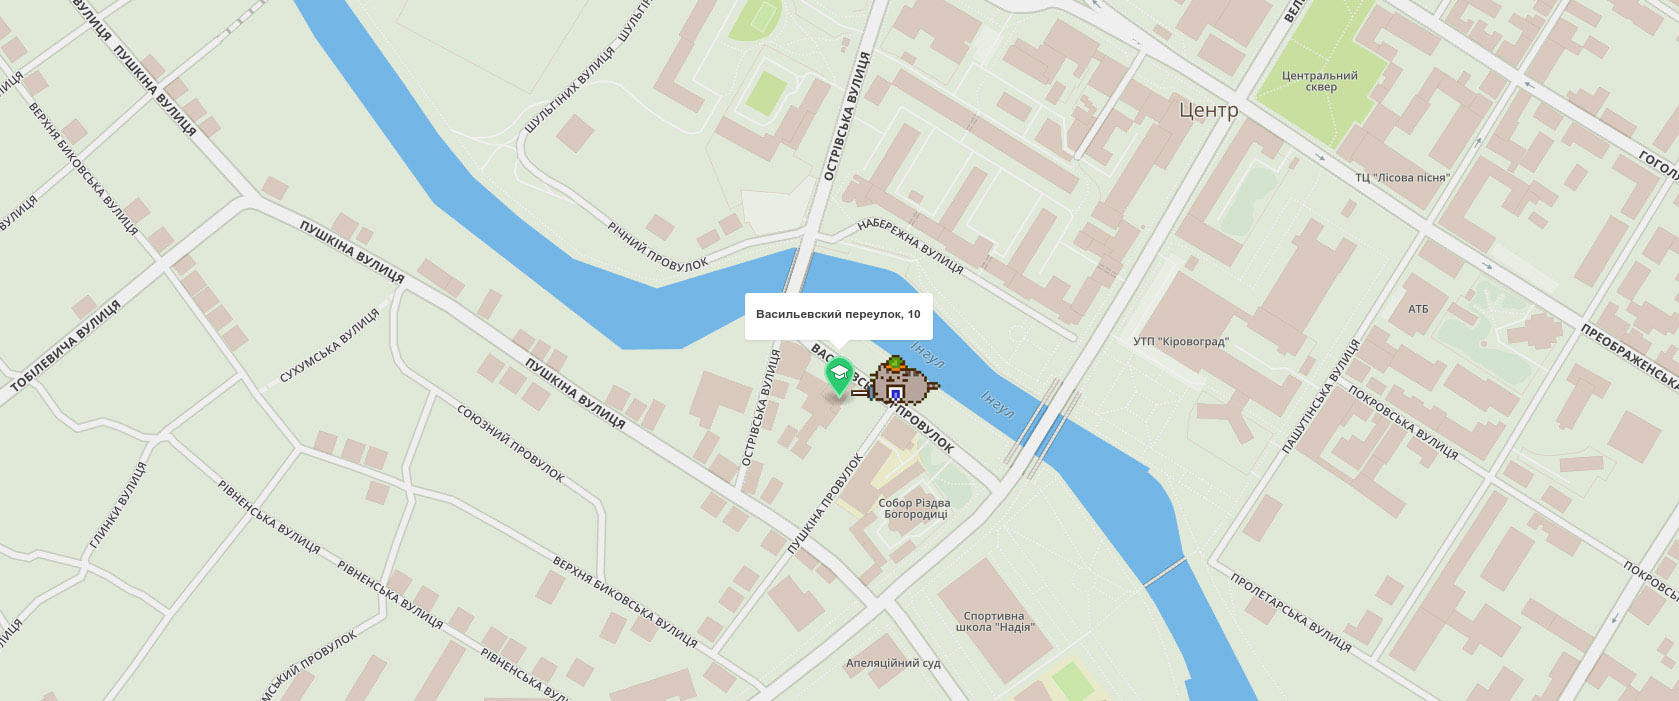 ВУЛИЦЯ
ПУШКІНА ВУЛИЦЯ
ШУЛЬГІНИХ ВУЛИЦЯ
ОСТРІВСЬКА ВУЛИЦЯ
Центральний
сквер
Центр
ТЦ "Лісова пісня"
ВЕРХНЯ БИКОВСЬКА ВУЛИЦЯ
ВУЛИЦЯ
ПУШКІНА ВУЛИЦЯ
РІЧНИЙ ПРОВУЛОК
НАБЕРЕЖНА ВУЛИЦЯ
ТОБІЛЕВИЧА ВУЛИЦЯ
СУХУМСЬКА ВУЛИЦЯ
Васильевский переулок, 10
АТБ
УТП "Кіровоград"
ПРЕОБРАЖЕНСЬКА
ПУШКІНА ВУЛИЦЯ
ОСТРІВСЬКА ВУЛИЦЯ
ПРОВУЛОК
Інгул
Інгул
ПАШУТІНСЬКА ВУЛИЦЯ
ПОКРОВСЬКА ВУЛИЦЯ
СОЮЗНИЙ ПРОВУЛОК
ГЛИНКИ ВУЛИЦЯ
РІВНЕНСЬКА ВУЛИЦЯ
ПУШКІНА ПРОВУЛОК
Собор Різдва
Богородиці
РІВНЕНСЬКА ВУЛИЦЯ
ВЕРХНЯ БИКОВСЬКА ВУЛИЦЯ
ПРОЛЕТАРСЬКА ВУЛИЦЯ
Спортивна
школа "Надія"
Апеляційний суд
РІВНЕНСЬКА